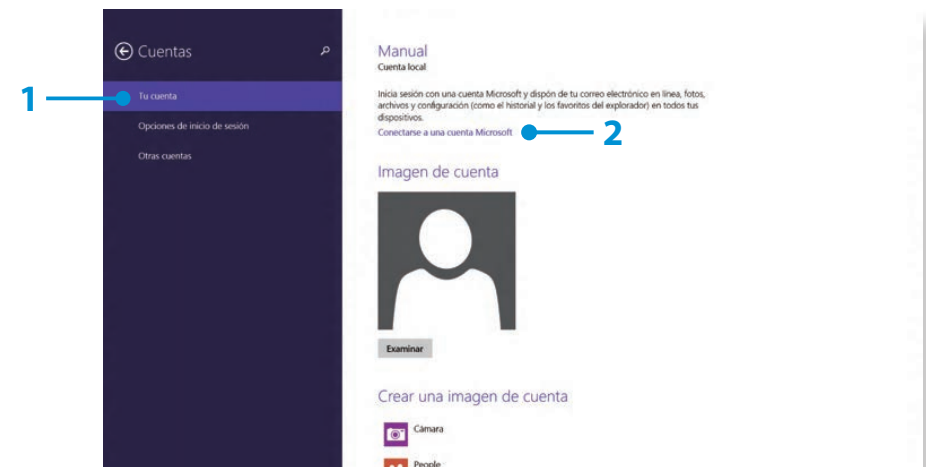 Cuentas
1
Tu cuenta
Opciones de inicio de sesión
Otras cuentas
Manual
Cuenta local
Inicia sesión con una cuenta Microsoft y dispón de tu correo electrónico en línea, fotos,
archivos y configuración (como el historial y los favoritos del explorador) en todos tus
dispositivos.
Conectarse a una cuenta Microsoft
2
Imagen de cuenta
Examinar
Crear una imagen de cuenta
Cámara
People